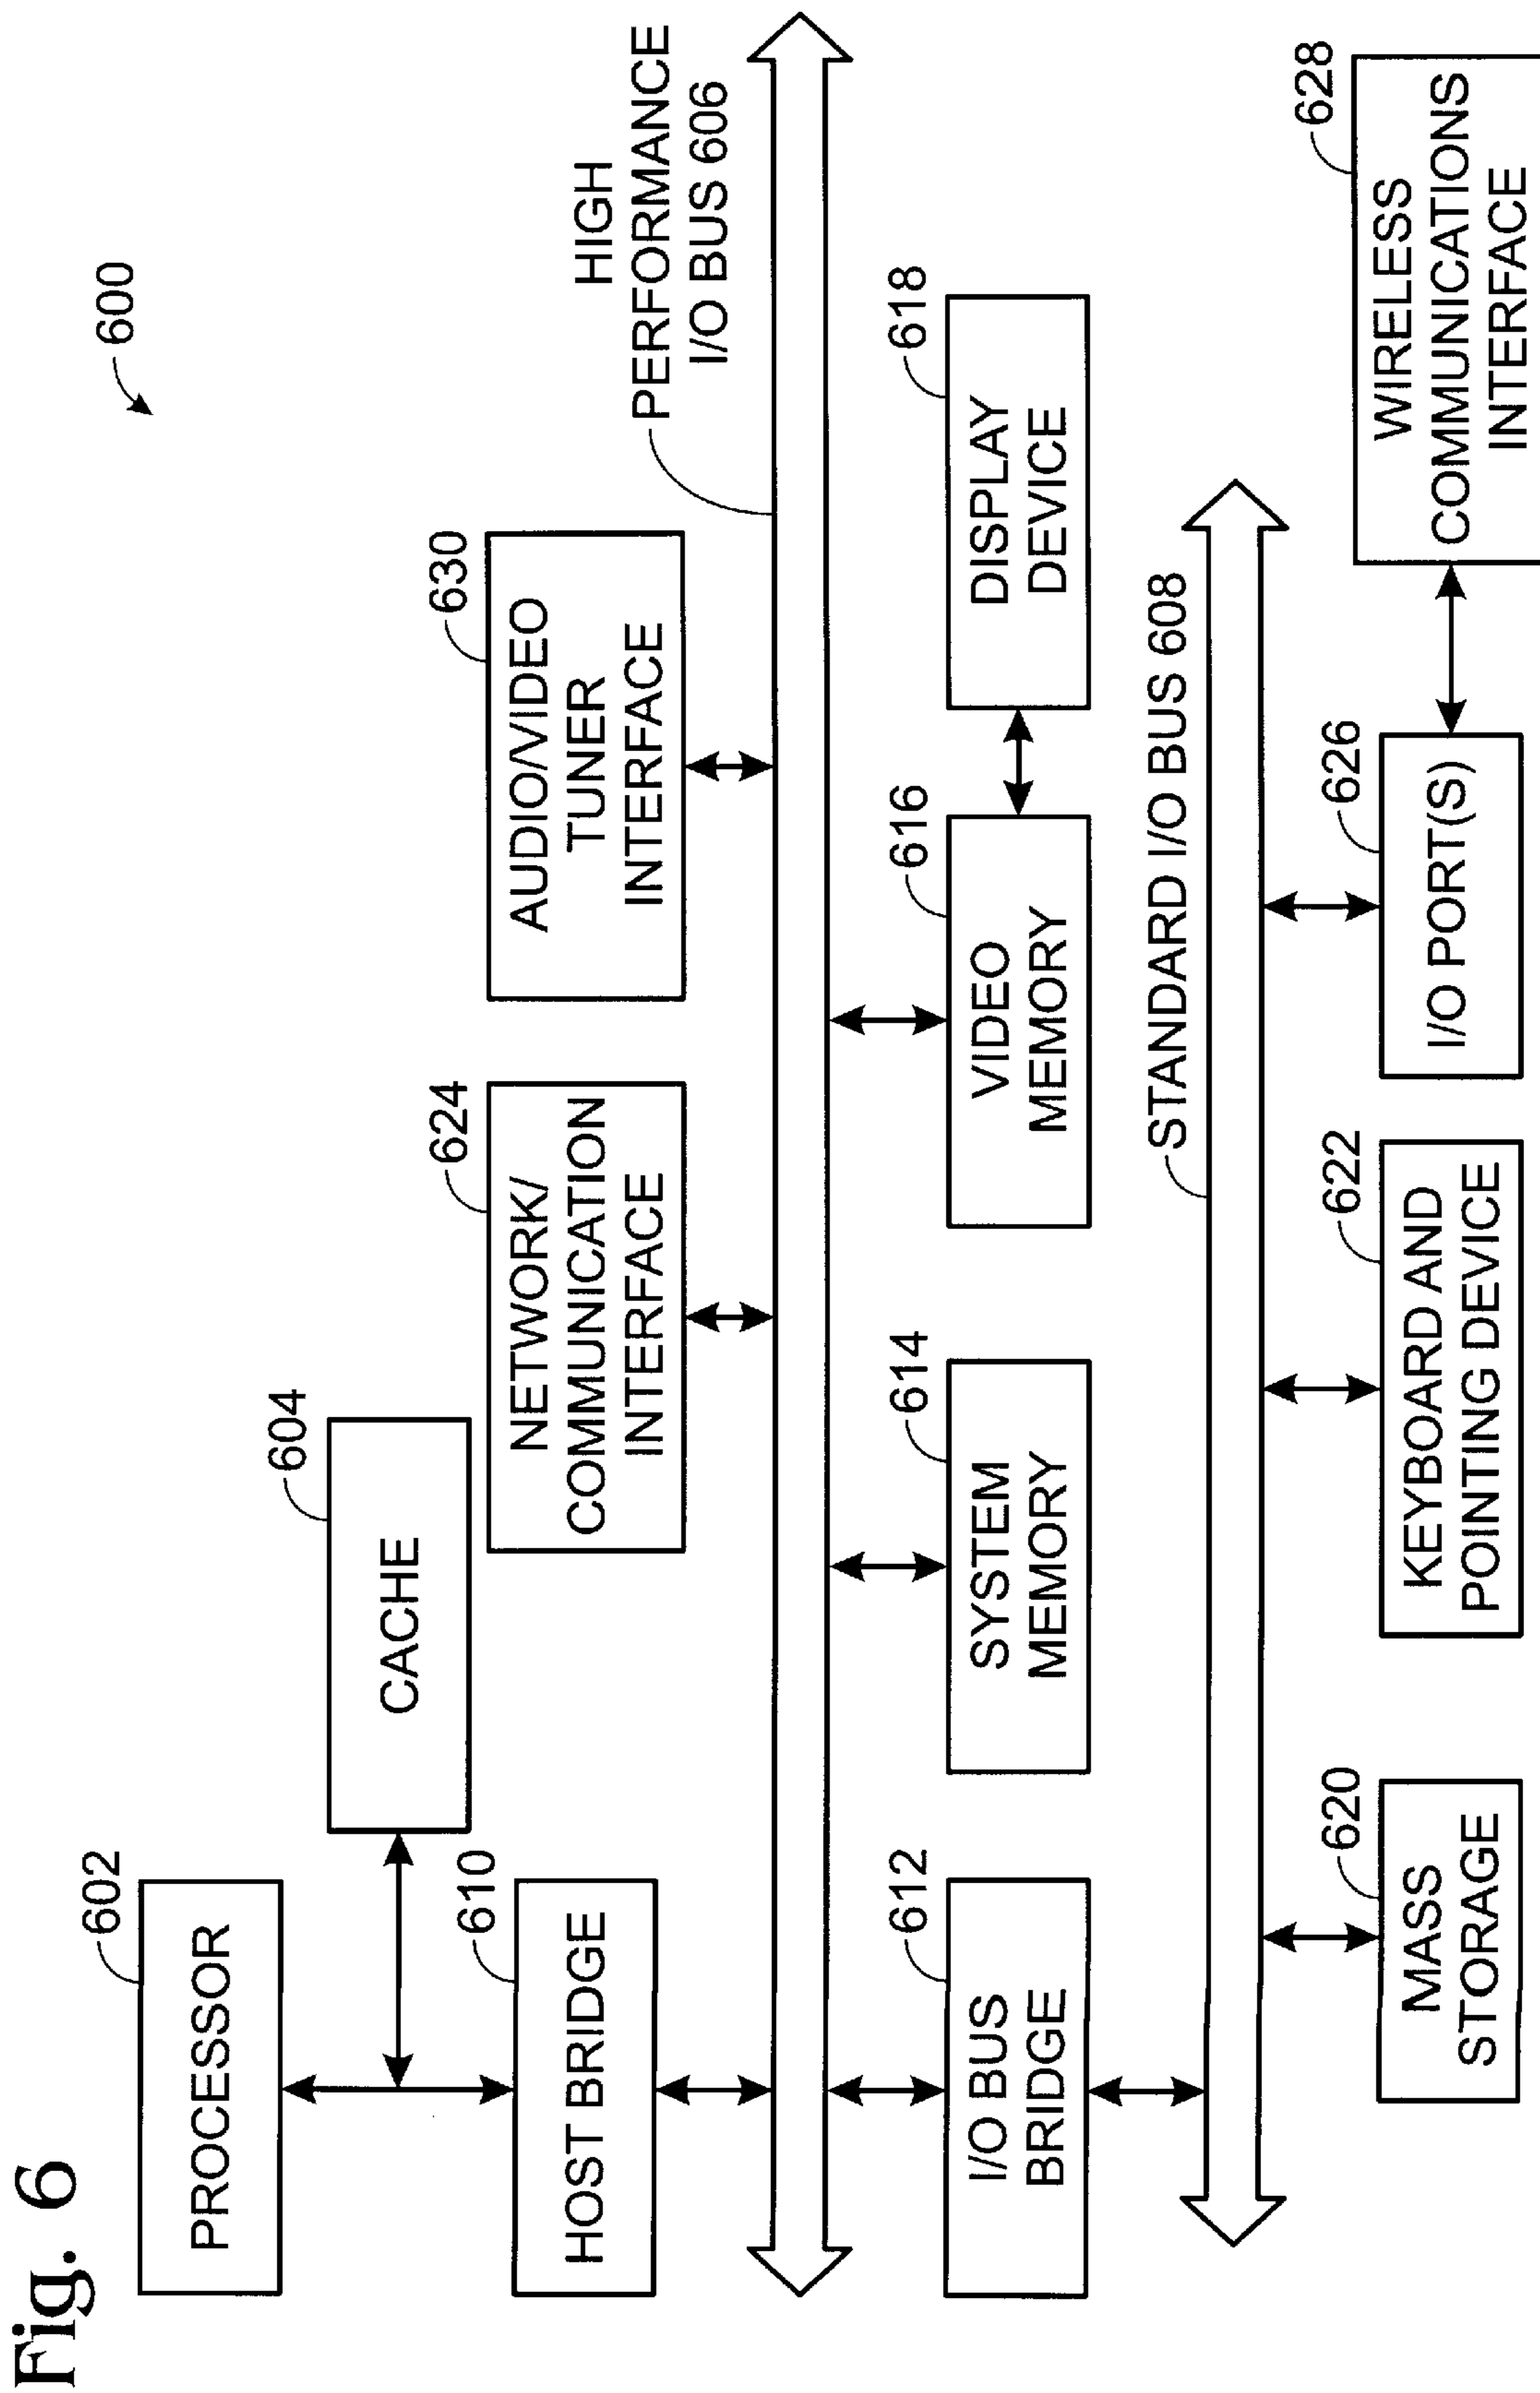 Fig. 6
600
602
PROCESSOR
604
CACHE
610
HOST BRIDGE
624
NETWORK/
COMMUNICATION
INTERFACE
630
AUDIO/VIDEO
TUNER
INTERFACE
HIGH
PERFORMANCE
I/O BUS 606
612
I/O BUS
BRIDGE
614
SYSTEM
MEMORY
616
VIDEO
MEMORY
618
DISPLAY
DEVICE
STANDARD I/O BUS 608
620
MASS
STORAGE
622
KEYBOARD AND
POINTING DEVICE
626
I/O PORT(S)
628
WIRELESS
COMMUNICATIONS
INTERFACE